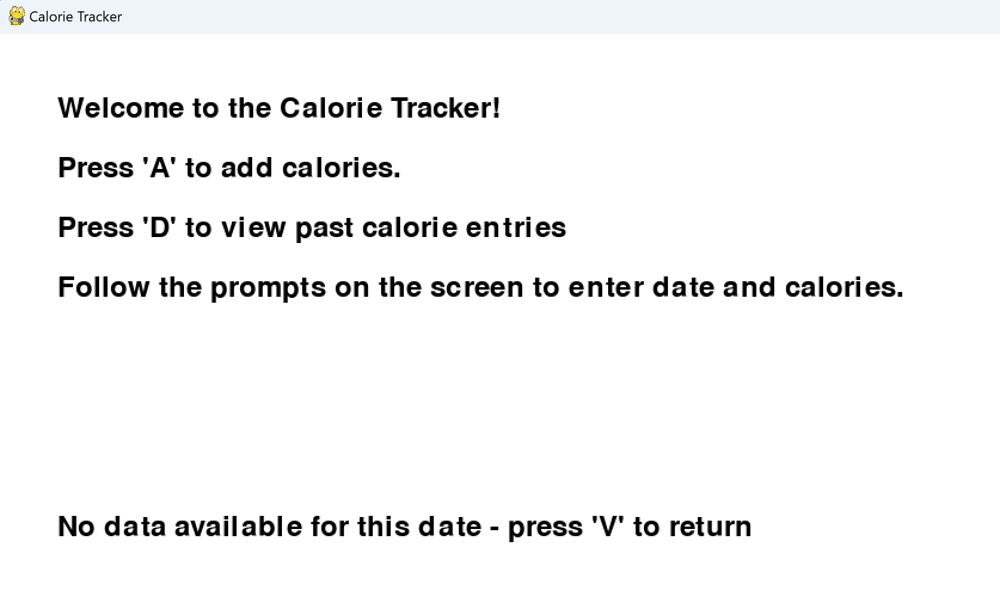 Calorie Tracker
Welcome to the Calorie Tracker!
Press 'A' to add calories.
Press 'D' to view past calorie entries
Follow the prompts on the screen to enter date and calories.
No data available for this date - press 'V' to return